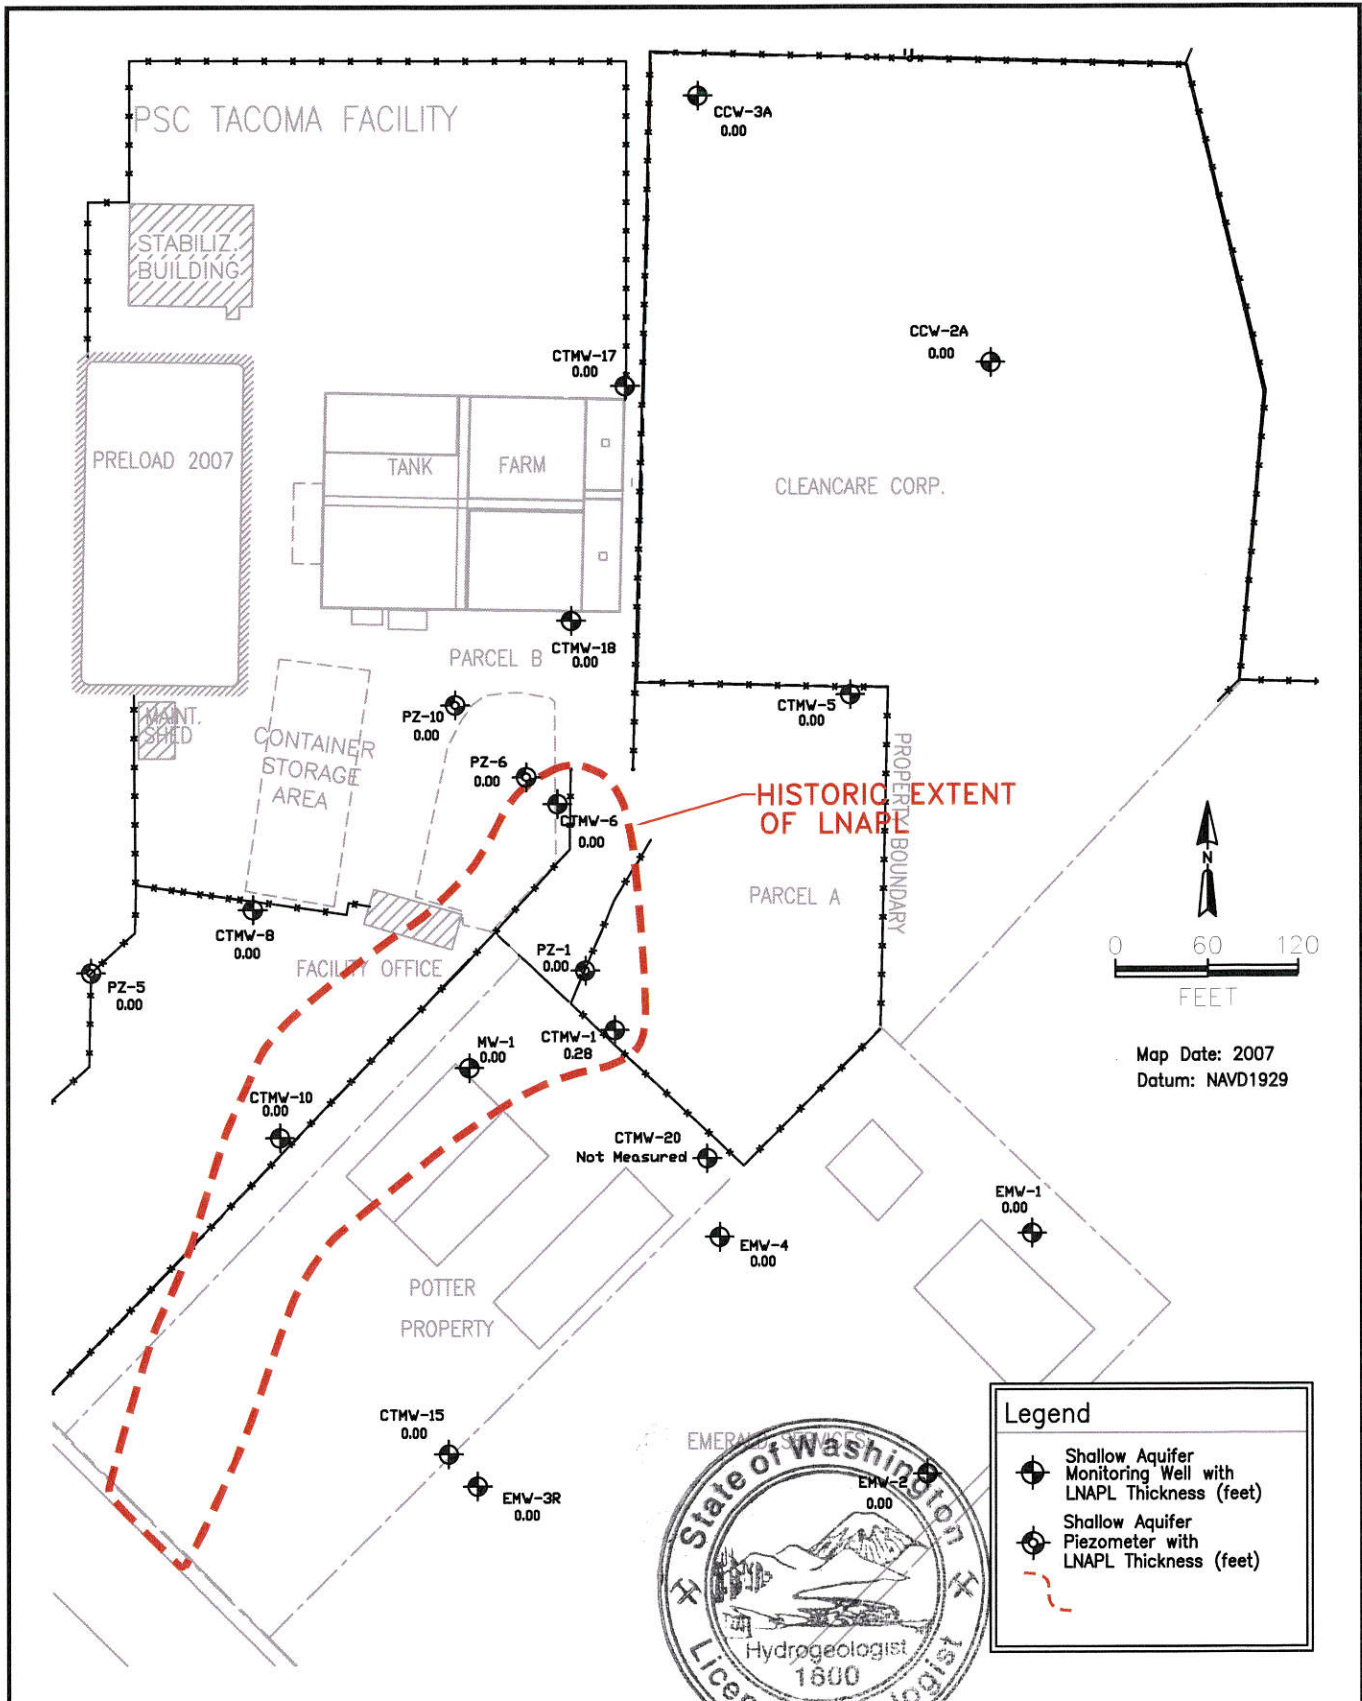 PSC TACOMA FACILITY
CCW-3A
0.00
STABILIZ.
BUILDING
CCW-2A
0.00
CTMW-17
0.00
PRELOAD 2007
TANK FARM
CLEANCARE CORP.
CTMW-18
0.00
PARCEL B
CTMW-5
0.00
PZ-10
0.00
MAINT.
SHED
CONTAINER
STORAGE
AREA
PZ-6
0.00
CTMW-6
0.00
HISTORIC EXTENT
OF LNAPL
PROPERTY BOUNDARY
PARCEL A
N
CTMW-8
0.00
FACILITY OFFICE
PZ-1
0.00
PZ-5
0.00
0 60 120
FEET
CTMW-1
0.28
MW-1
0.00
Map Date: 2007
Datum: NAVD1929
CTMW-10
0.00
CTMW-20
Not Measured
EMW-1
0.00
EMW-4
0.00
POTTER
PROPERTY
CTMW-15
0.00
EMW-3R
0.00
EMERALD SERVICES
EMW-2
0.00
State of Washington
Hydrogeologist
1600
Legend
Shallow Aquifer
Monitoring Well with
LNAPL Thickness (feet)
Shallow Aquifer
Piezometer with
LNAPL Thickness (feet)